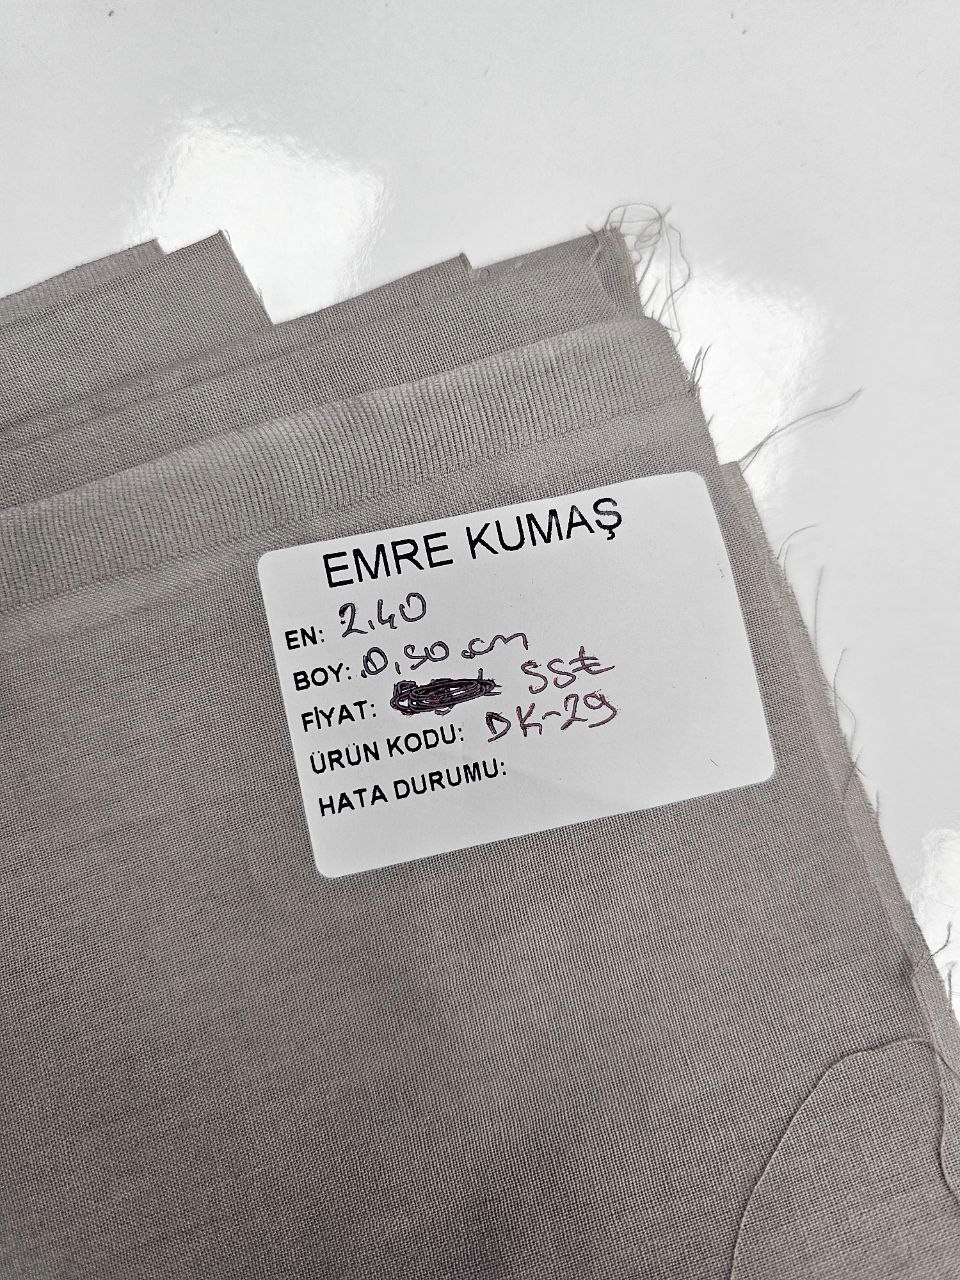 EMRE KUMAŞ
EN: 2.40
BOY: 0,50 cm
FİYAT: 55₺
ÜRÜN KODU: DK-29
HATA DURUMU: